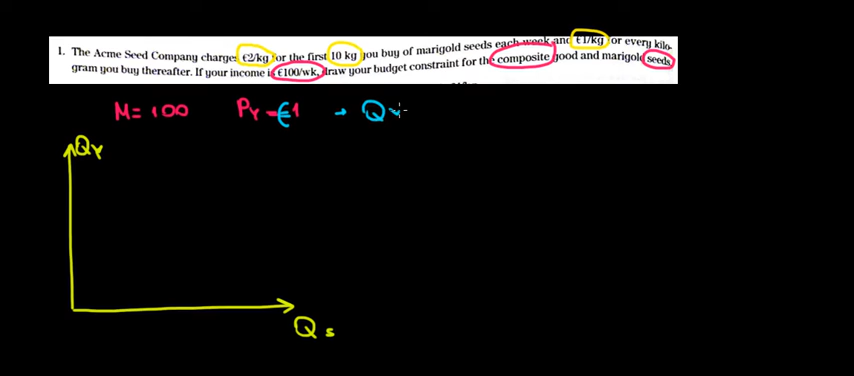 1. The Acme Seed Company charges €2/kg for the first 10 kg you buy of marigold seeds each week and €1/kg for every kilo-
gram you buy thereafter. If your income is €100/wk, draw your budget constraint for the composite good and marigold seeds.
M = 100 PY = €1 → QY
QY
Qs